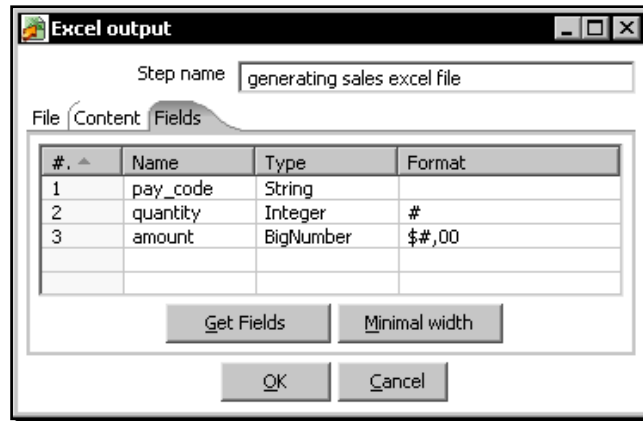 Excel output
Step name generating sales excel file
File Content Fields
#. Name Type Format
1 pay_code String
2 quantity Integer #
3 amount BigNumber $#,00
Get Fields Minimal width
OK Cancel